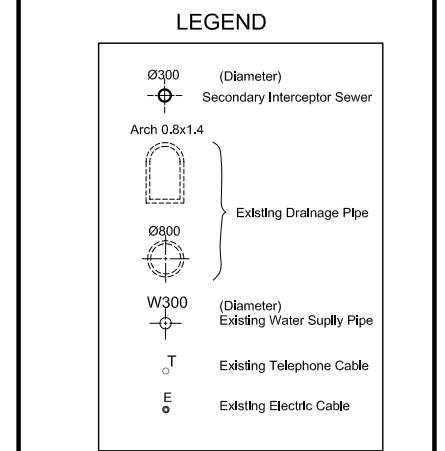 LEGEND
Ø300 (Diameter)
Secondary Interceptor Sewer
Arch 0.8x1.4
Existing Drainage Pipe
Ø800
W300 (Diameter)
Existing Water Suplly Pipe
T
Existing Telephone Cable
E
Existing Electric Cable